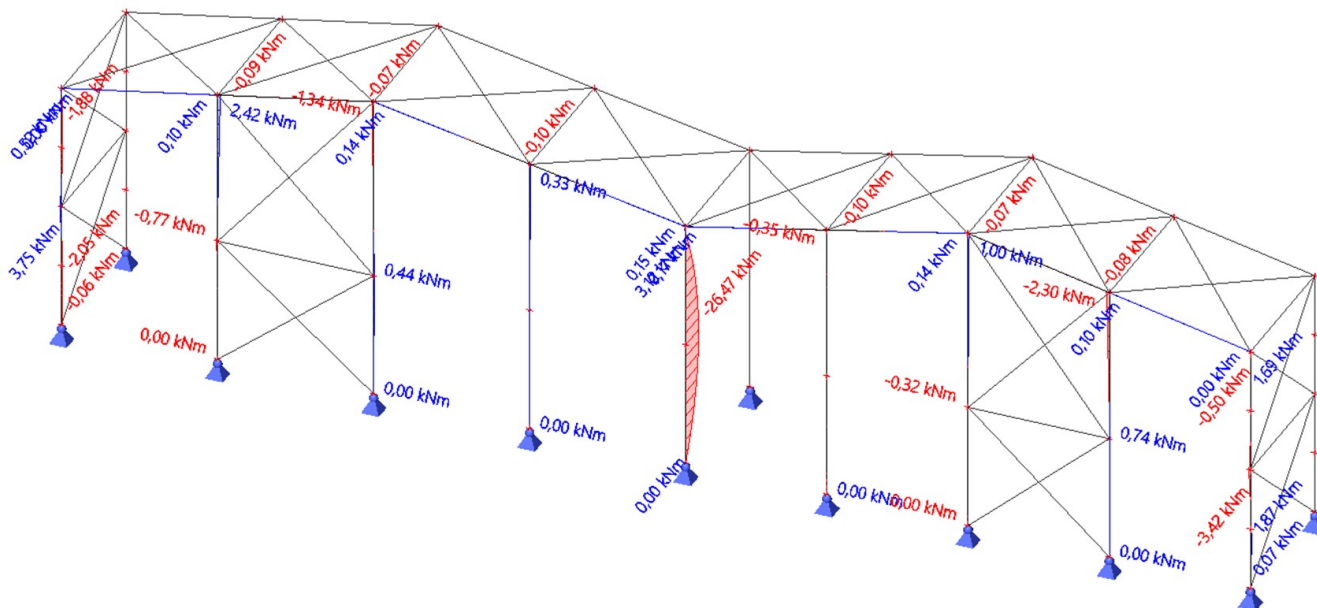 -0,09 kNm
-0,07 kNm
-1,88 kNm
0,10 kNm
2,42 kNm
-1,34 kNm
0,14 kNm
-0,10 kNm
0,33 kNm
3,75 kNm
-2,05 kNm
-0,06 kNm
-0,77 kNm
0,44 kNm
0,00 kNm
0,00 kNm
0,00 kNm
0,15 kNm
-0,35 kNm
-0,10 kNm
-0,07 kNm
-26,47 kNm
0,00 kNm
0,14 kNm
1,00 kNm
-0,08 kNm
-2,30 kNm
0,10 kNm
-0,32 kNm
0,74 kNm
0,00 kNm
0,00 kNm
0,00 kNm
0,00 kNm
1,69 kNm
-0,50 kNm
-3,42 kNm
1,87 kNm
0,07 kNm